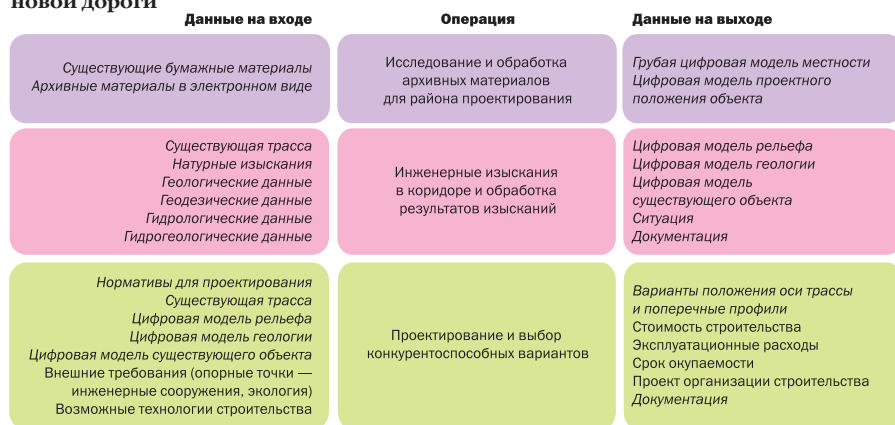 новой дороги
Данные на входе
Операция
Данные на выходе
Существующие бумажные материалы
Архивные материалы в электронном виде
Исследование и обработка
архивных материалов
для района проектирования
Грубая цифровая модель местности
Цифровая модель проектного
положения объекта
Существующая трасса
Натурные изыскания
Геологические данные
Геодезические данные
Гидрологические данные
Гидрогеологические данные
Инженерные изыскания
в коридоре и обработка
результатов изысканий
Цифровая модель рельефа
Цифровая модель геологии
Цифровая модель
существующего объекта
Ситуация
Документация
Нормативы для проектирования
Существующая трасса
Цифровая модель рельефа
Цифровая модель геологии
Цифровая модель существующего объекта
Внешние требования (опорные точки —
инженерные сооружения, экология)
Возможные технологии строительства
Проектирование и выбор
конкурентоспособных вариантов
Варианты положения оси трассы
и поперечные профили
Стоимость строительства
Эксплуатационные расходы
Срок окупаемости
Проект организации строительства
Документация